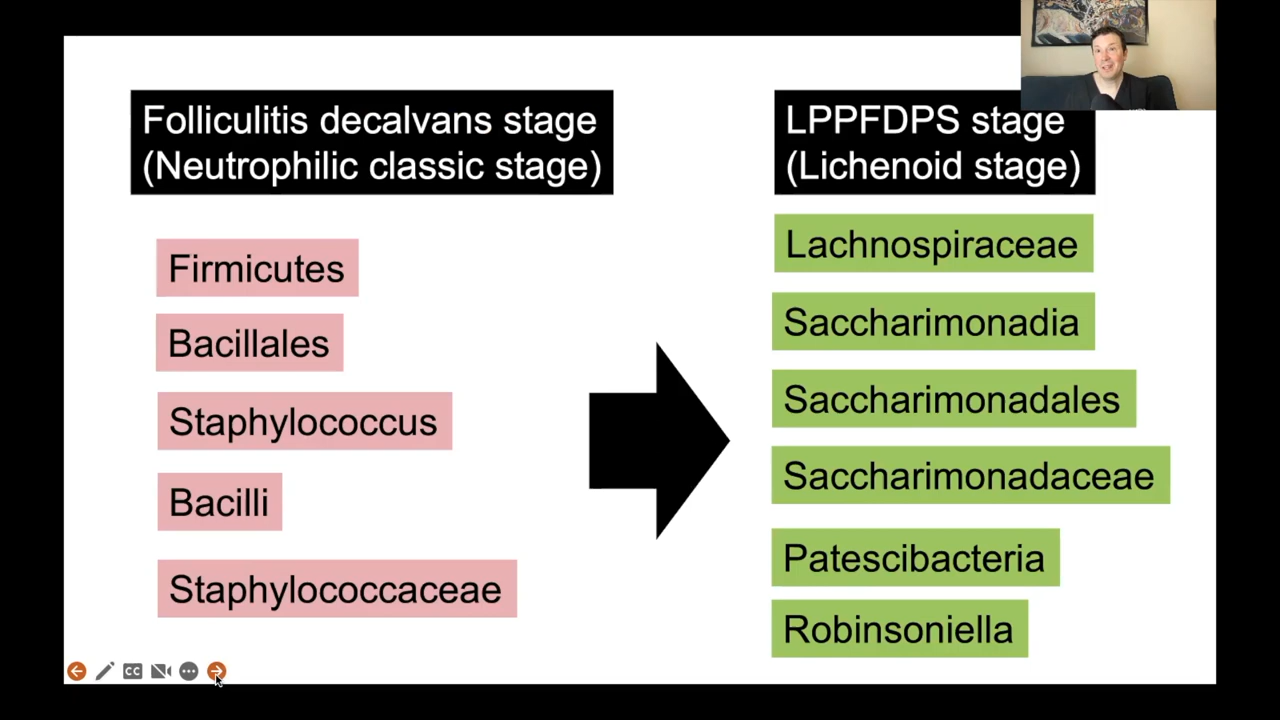 Folliculitis decalvans stage
(Neutrophilic classic stage)
Firmicutes
Bacillales
Staphylococcus
Bacilli
Staphylococcaceae
LPPFDPS stage
(Lichenoid stage)
Lachnospiraceae
Saccharimonadia
Saccharimonadales
Saccharimonadaceae
Patescibacteria
Robinsoniella
CC